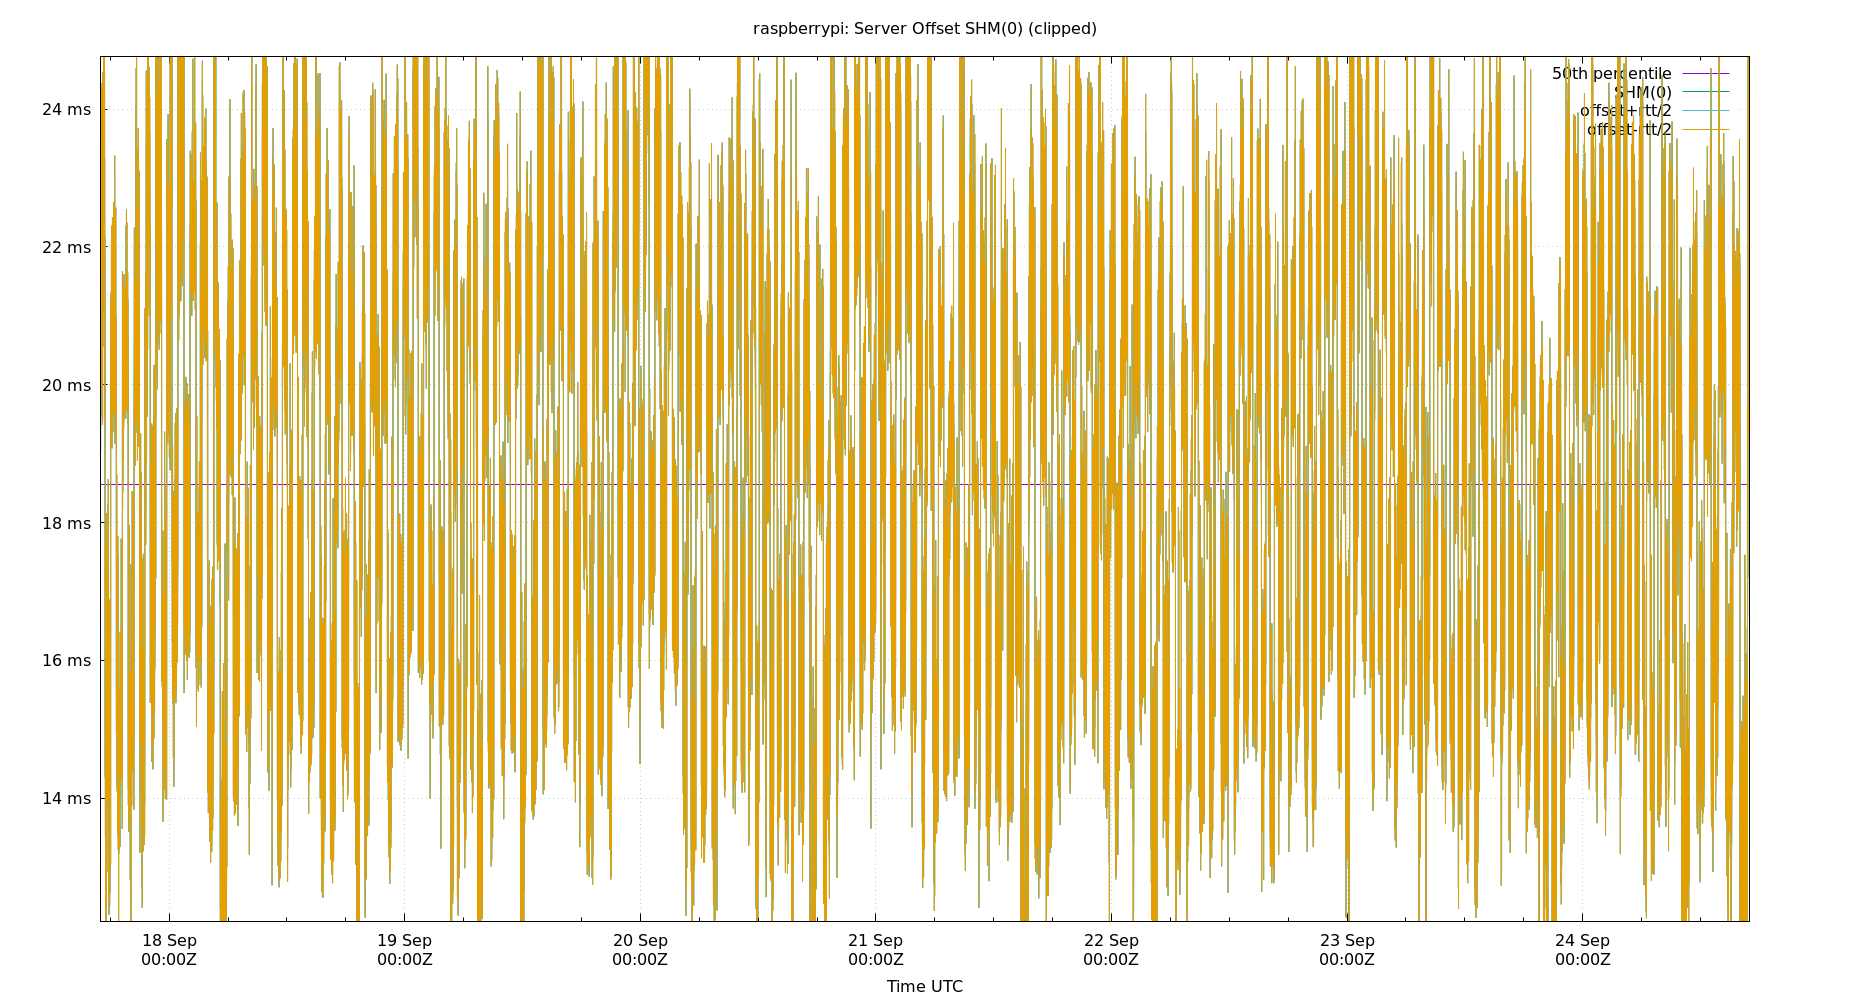 raspberrypi: Server Offset SHM(0) (clipped)
50th percentile
SHM(0)
offset+rtt/2
offset-rtt/2
24 ms
22 ms
20 ms
18 ms
16 ms
14 ms
18 Sep 19 Sep 20 Sep 21 Sep 22 Sep 23 Sep 24 Sep
00:00Z 00:00Z 00:00Z 00:00Z 00:00Z 00:00Z 00:00Z
Time UTC